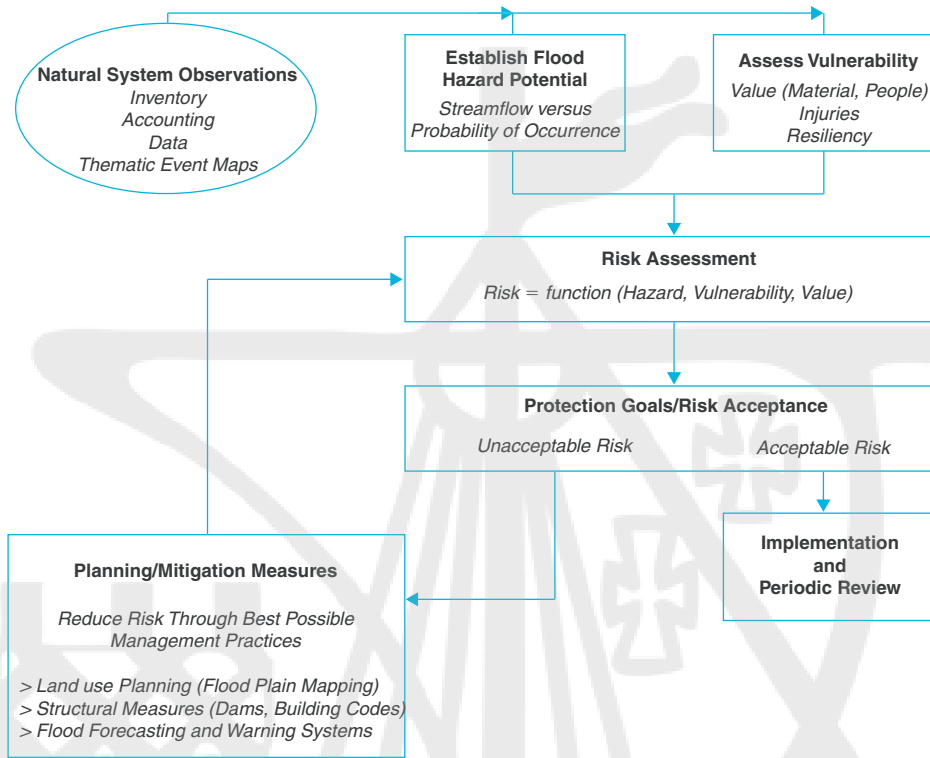 Natural System Observations
Inventory
Accounting
Data
Thematic Event Maps
Establish Flood
Hazard Potential
Streamflow versus
Probability of Occurrence
Assess Vulnerability
Value (Material, People)
Injuries
Resiliency
Risk Assessment
Risk = function (Hazard, Vulnerability, Value)
Protection Goals/Risk Acceptance
Unacceptable Risk
Acceptable Risk
Implementation
and
Periodic Review
Planning/Mitigation Measures
Reduce Risk Through Best Possible
Management Practices
> Land use Planning (Flood Plain Mapping)
> Structural Measures (Dams, Building Codes)
> Flood Forecasting and Warning Systems